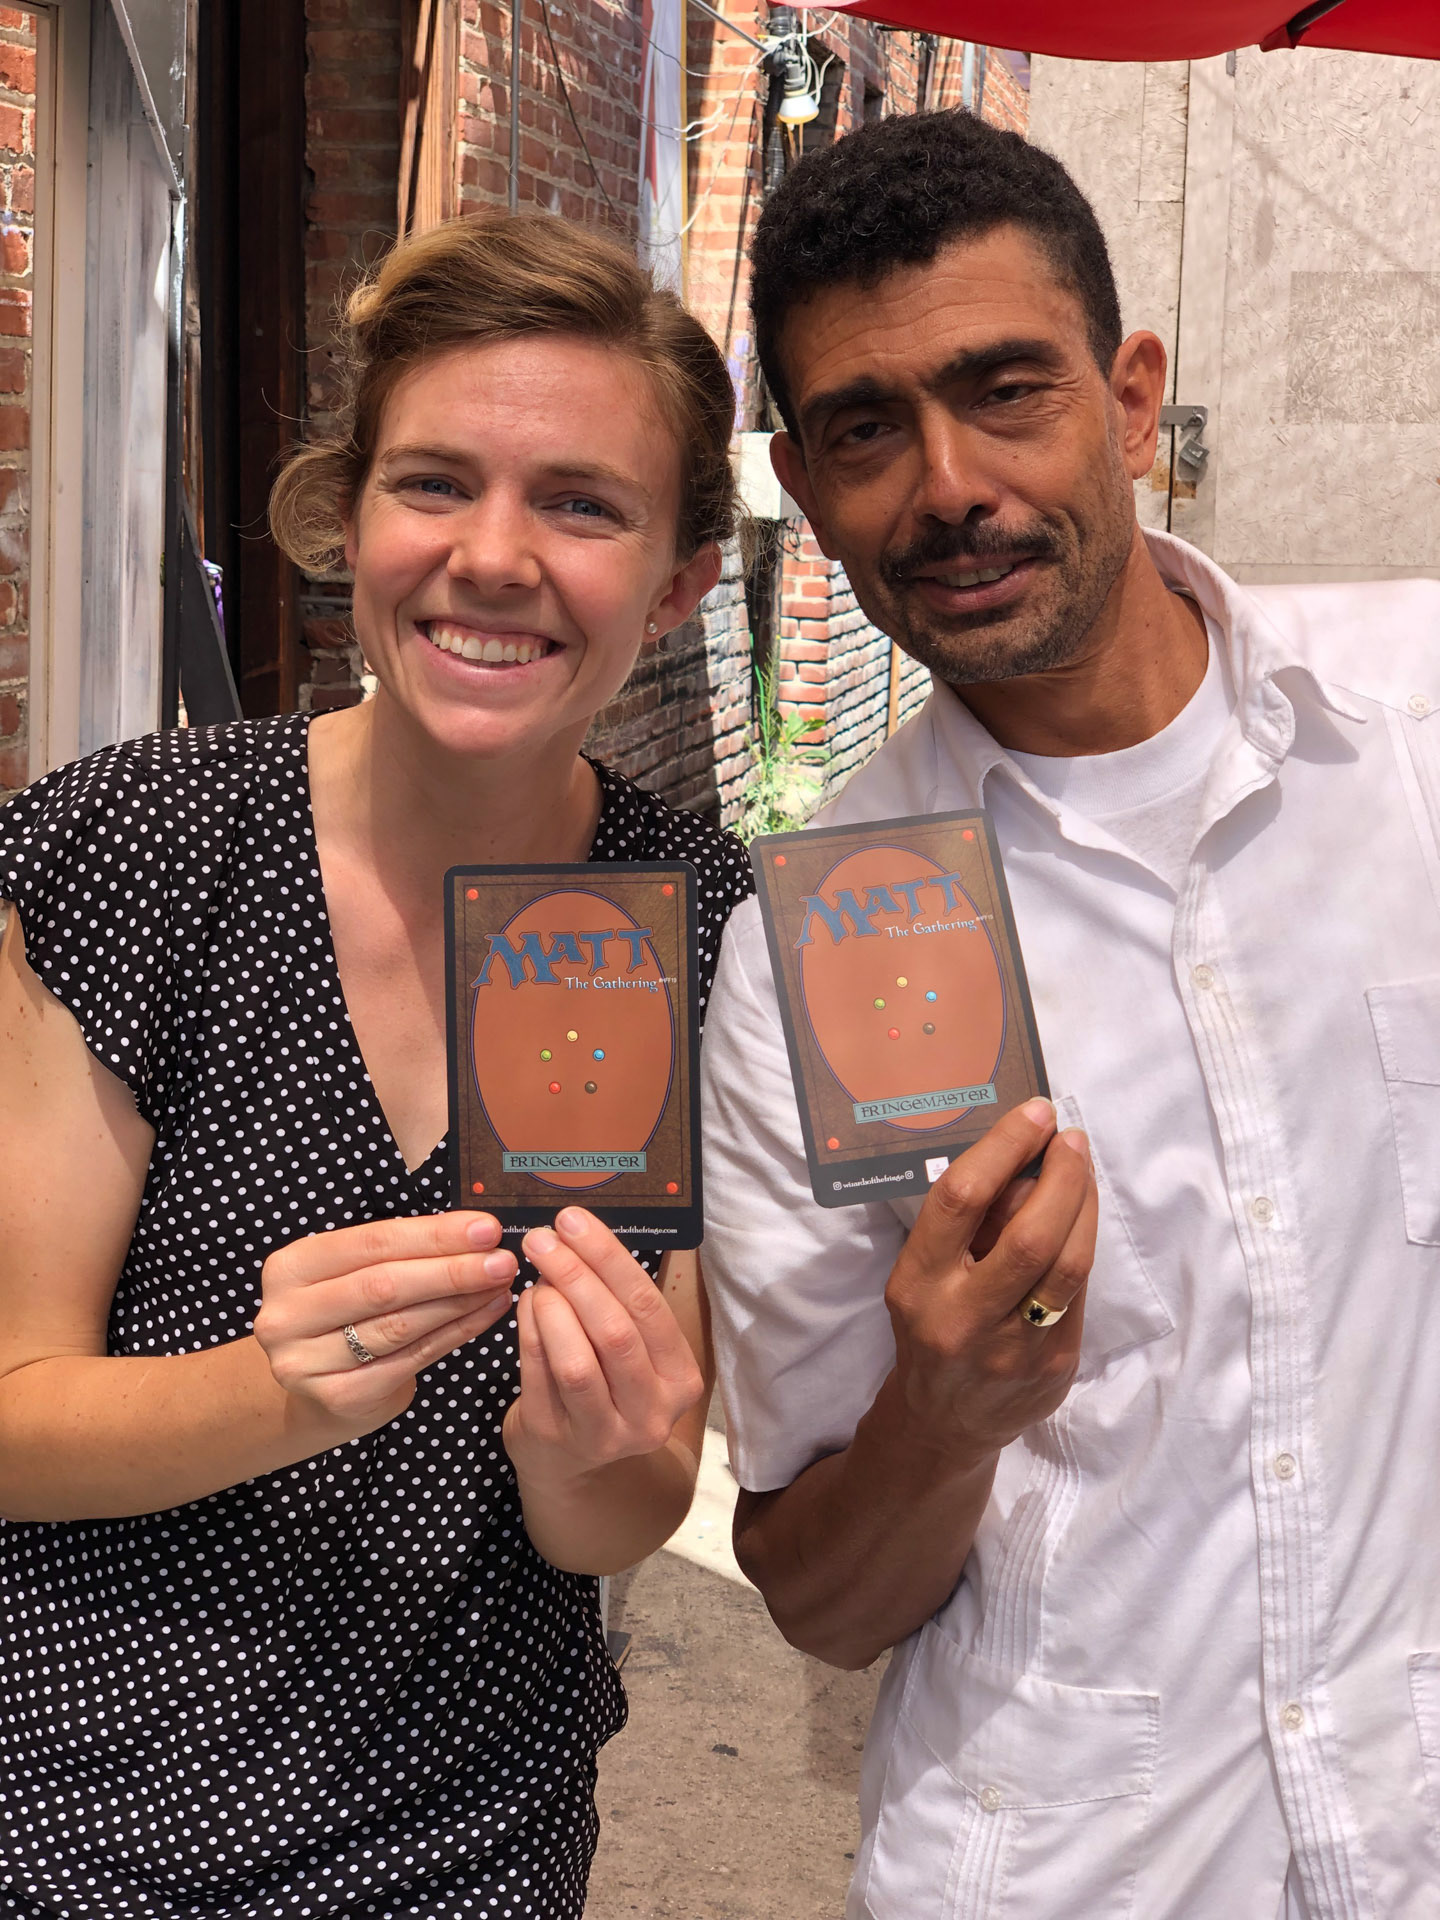 MATT
The Gathering
FRINGEMASTER
MATT
The Gathering
FRINGEMASTER
wizardsofthefringe